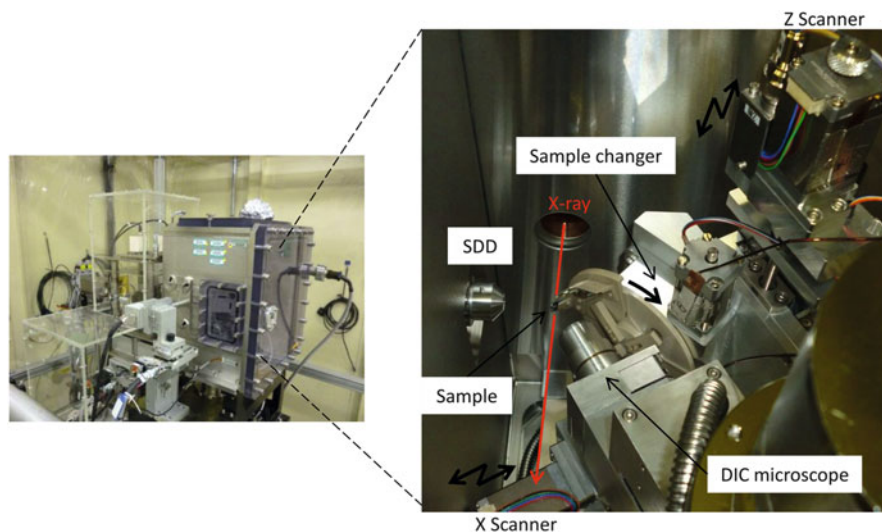 Z Scanner
Sample changer
X-ray
SDD
Sample
DIC microscope
X Scanner